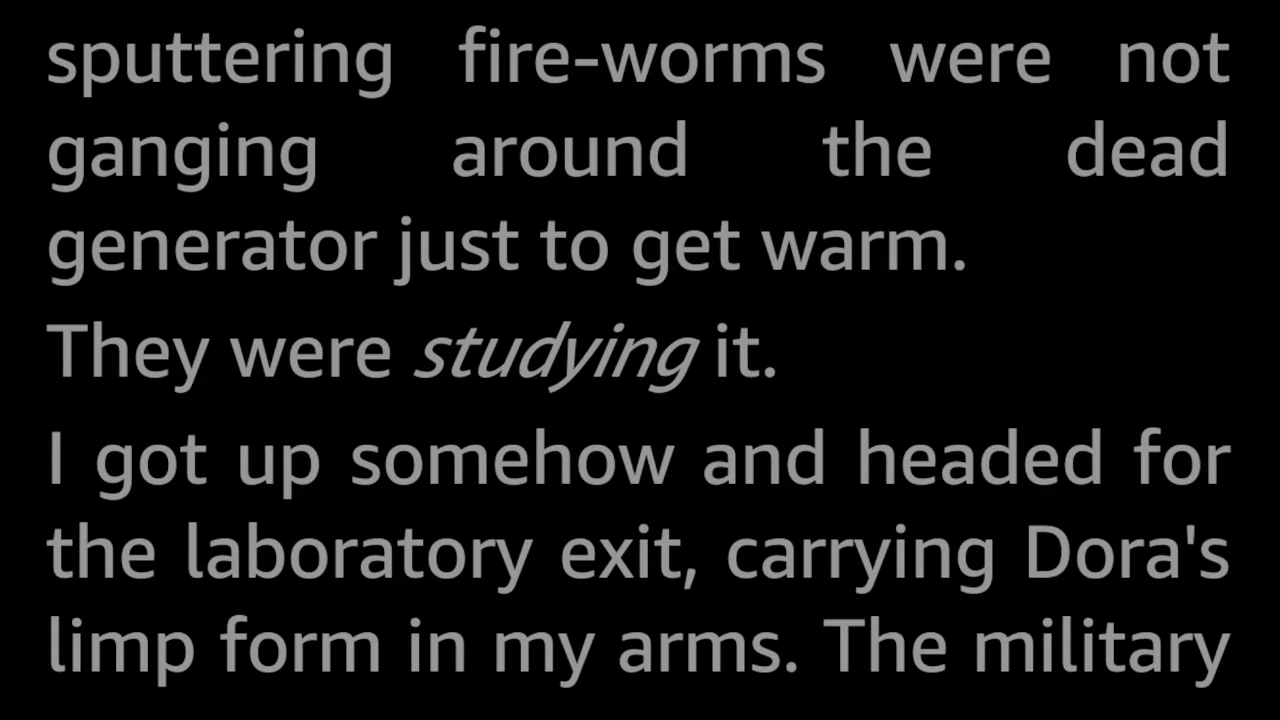 sputtering fire-worms were not
ganging around the dead
generator just to get warm.
They were studying it.
I got up somehow and headed for
the laboratory exit, carrying Dora's
limp form in my arms. The military